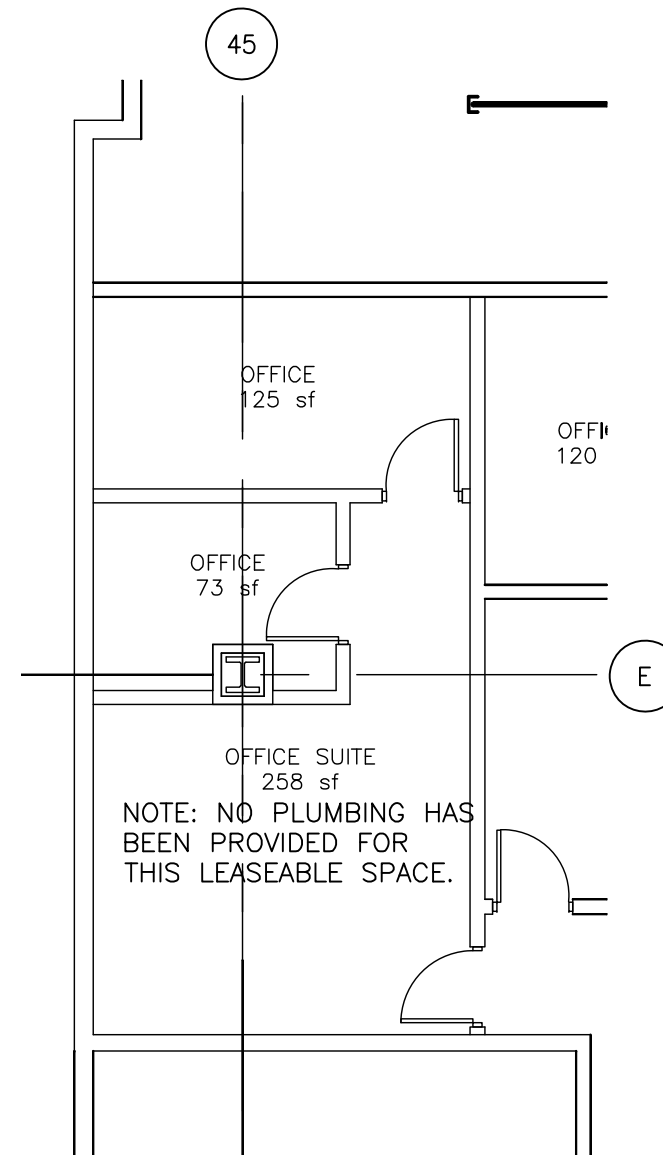 45
OFFICE
125 sf
120
OFFICE
73 sf
E
OFFICE SUITE
258 sf
NOTE: NO PLUMBING HAS
BEEN PROVIDED FOR
THIS LEASEABLE SPACE.